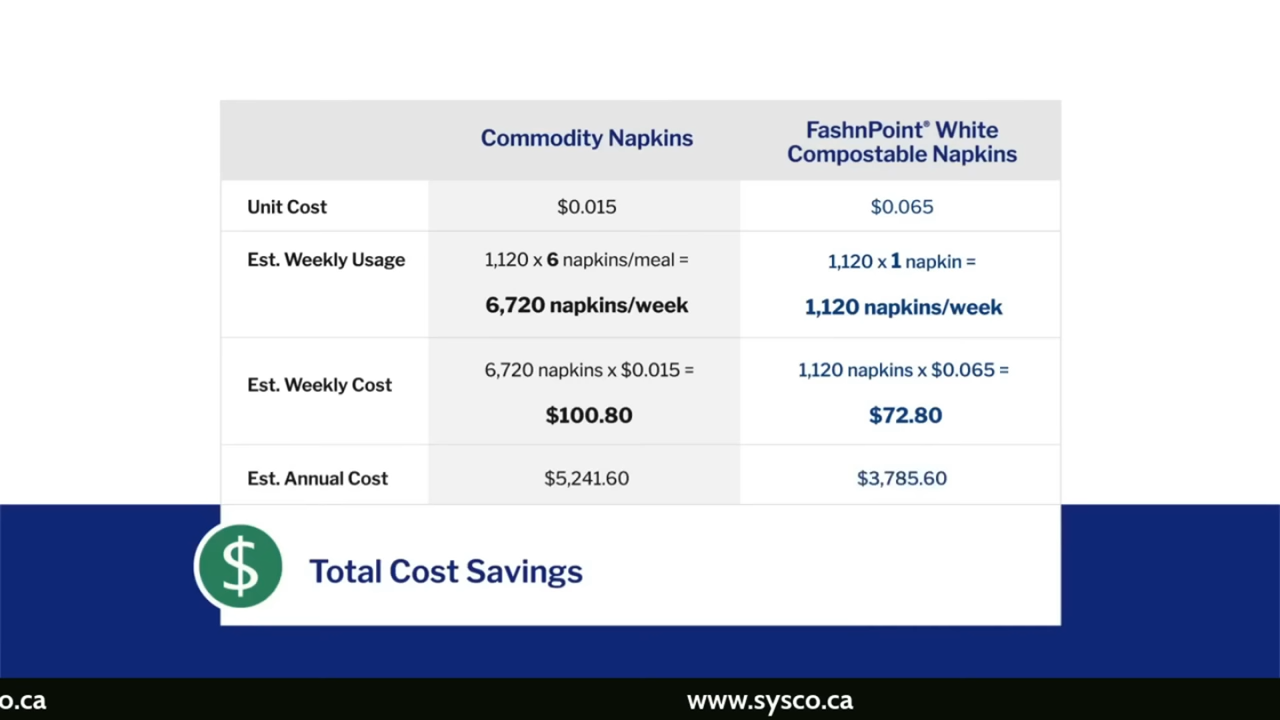 Commodity Napkins
FashnPoint® White
Compostable Napkins
Unit Cost
$0.015
$0.065
Est. Weekly Usage
1,120 x 6 napkins/meal =
6,720 napkins/week
1,120 x 1 napkin =
1,120 napkins/week
Est. Weekly Cost
6,720 napkins x $0.015 =
$100.80
1,120 napkins x $0.065 =
$72.80
Est. Annual Cost
$5,241.60
$3,785.60
$
Total Cost Savings
o.ca
www.sysco.ca